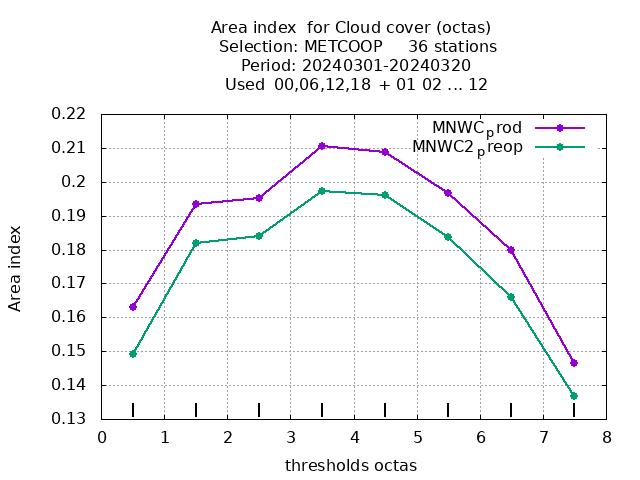 Area index  for Cloud cover (octas)
Selection: METCOOP     36 stations
Period: 20240301-20240320
Used  00,06,12,18 + 01 02 ... 12
MNWCprod
MNWC2preop
0.22
0.21
0.2
0.19
0.18
0.17
0.16
0.15
0.14
0.13
Area index
0 1 2 3 4 5 6 7 8
thresholds octas